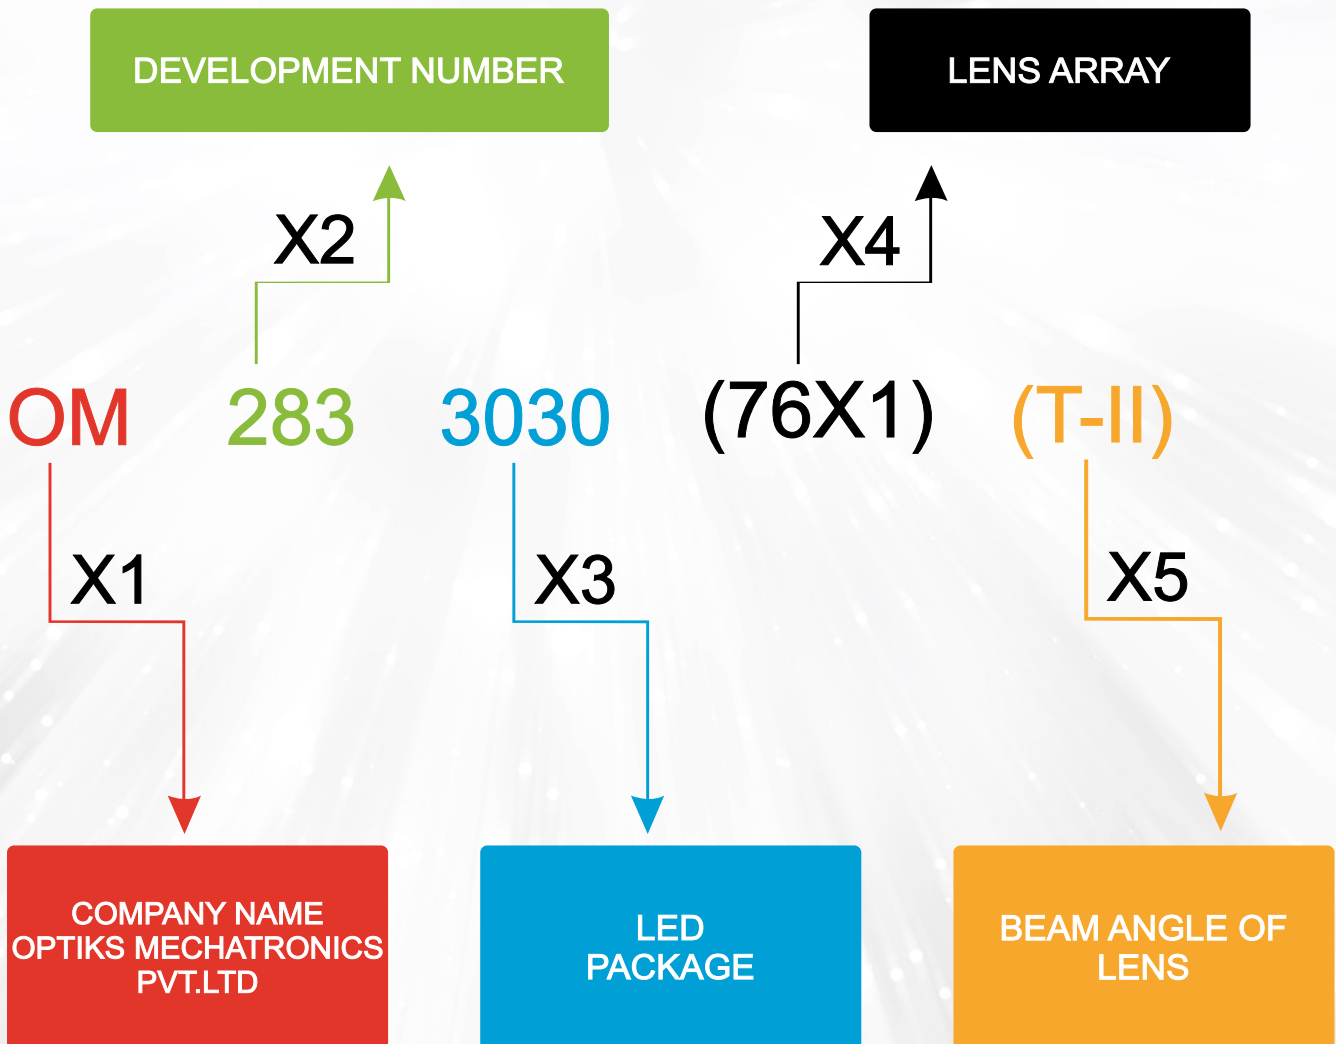 DEVELOPMENT NUMBER
LENS ARRAY
X2
X4
OM 283 3030 (76X1) (T-II)
X1
X3
X5
COMPANY NAME
OPTIKS MECHATRONICS
PVT.LTD
LED
PACKAGE
BEAM ANGLE OF
LENS